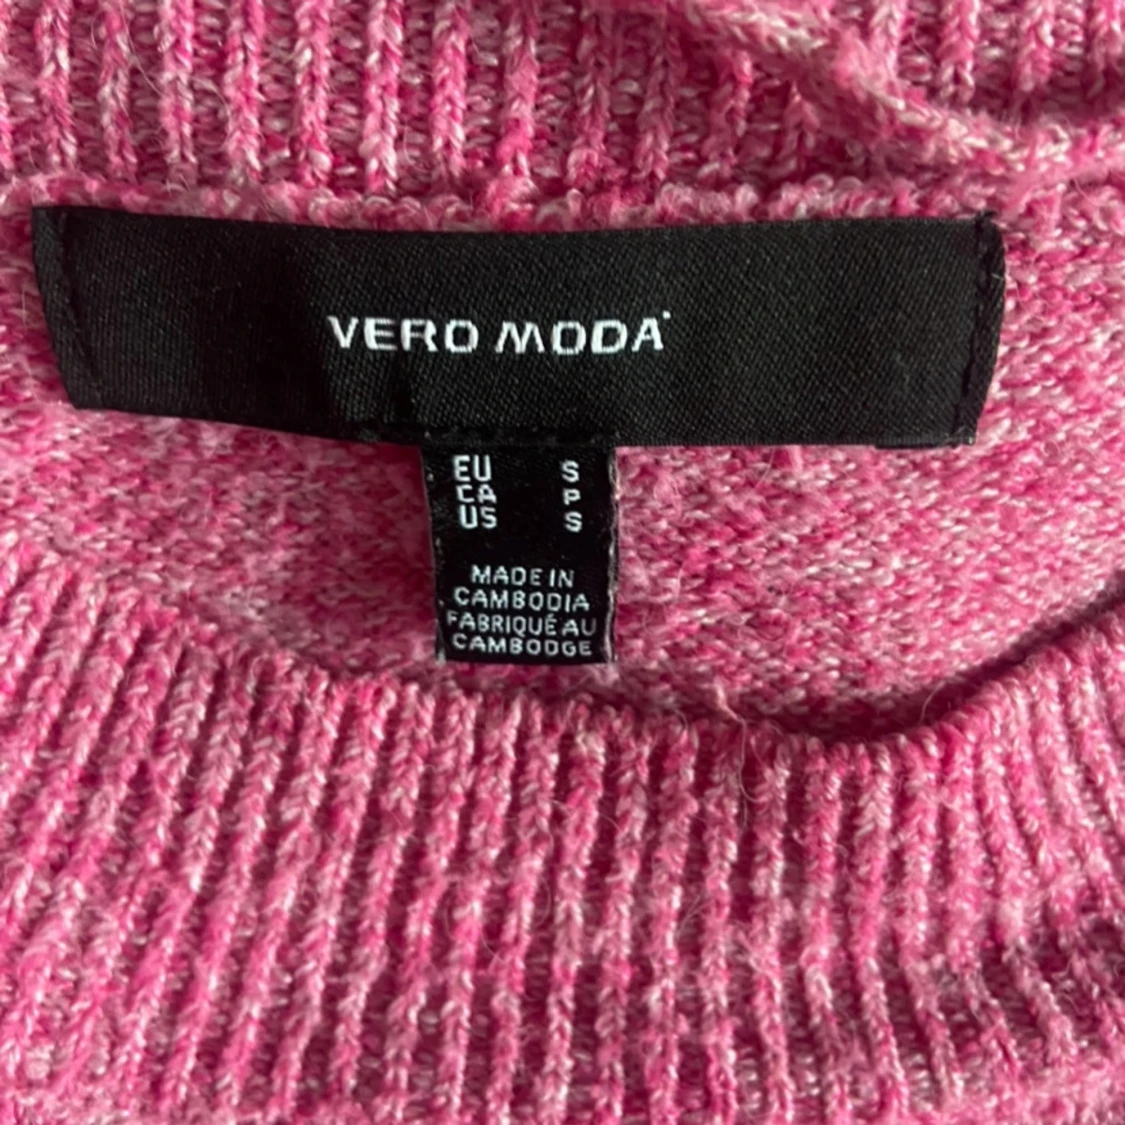 VERO MODA
EU S
CA P
US S
MADE IN
CAMBODIA
FABRIQUÉ AU
CAMBODGE